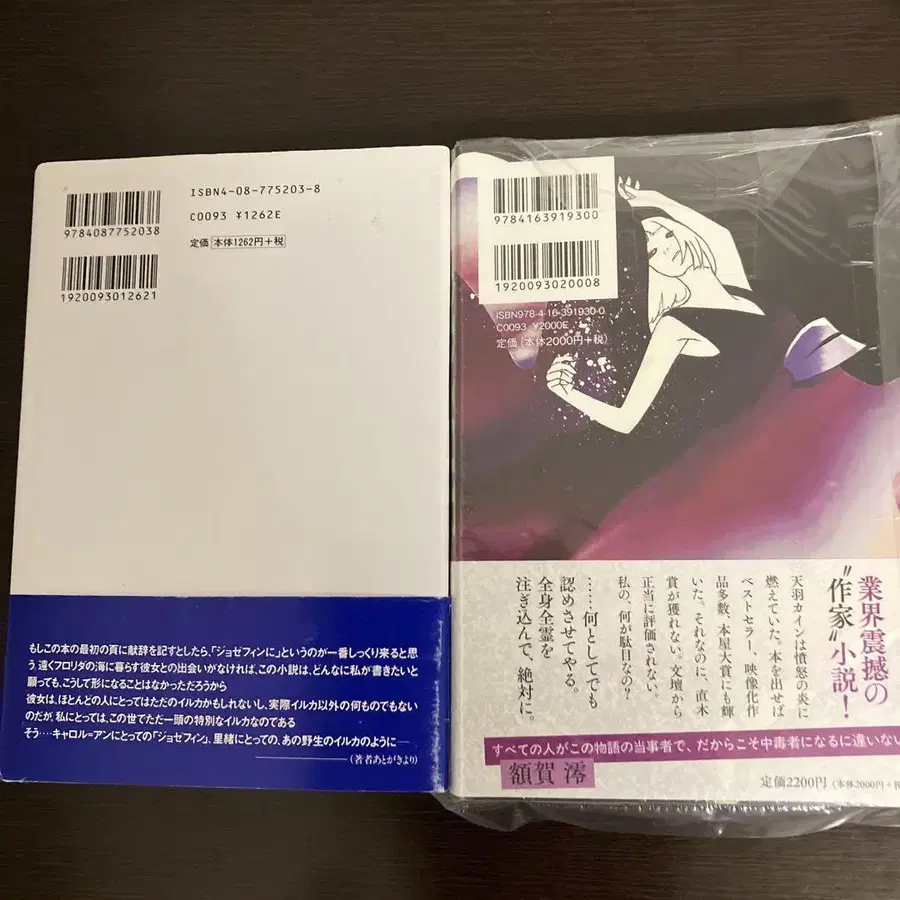 ISBN4-08-775203-8
C0093 ¥1262E
定価 本体1262円+税
9784087752038
1920093012621
もしこの本の最初の頁に献辞を記すとしたら、「ジョゼフィンに」というのが一番しっくり来ると思
う。遠くフロリダの海に暮らす彼女との出会いがなければ、この小説は、どんなに私が書きたいと
願っても、こうして形になることはなかっただろうから
彼女は、ほとんどの人にとってはただのイルカかもしれないし、実際イルカ以外の何ものでもない
のだが、私にとっては、この世でただ一頭の特別なイルカなのである
そう…キャロル=アンにとっての「ジョセフィン」、里緒にとっての、あの野生のイルカのように――
(著者あとがきより)
9784163919300
1920093020008
ISBN978-4-16-391930-0
C0093 ¥2000E
定価 (本体2000円+税)
業界震撼の
“作家”小説!
天羽カインは憤怒の炎に
燃えていた。本を出せば
ベストセラー、映像化作
品多数、本屋大賞にも輝
いた。それなのに、直木
賞が獲れない。文壇から
正当に評価されない。
私の、何が駄目なの?
……何としてでも
認めさせてやる。
全身全霊を
注ぎ込んで、絶対に。
すべての人がこの物語の当事者で、だからこそ中毒者になるに違いない
額賀 澪
定価2200円 (本体2000円+税